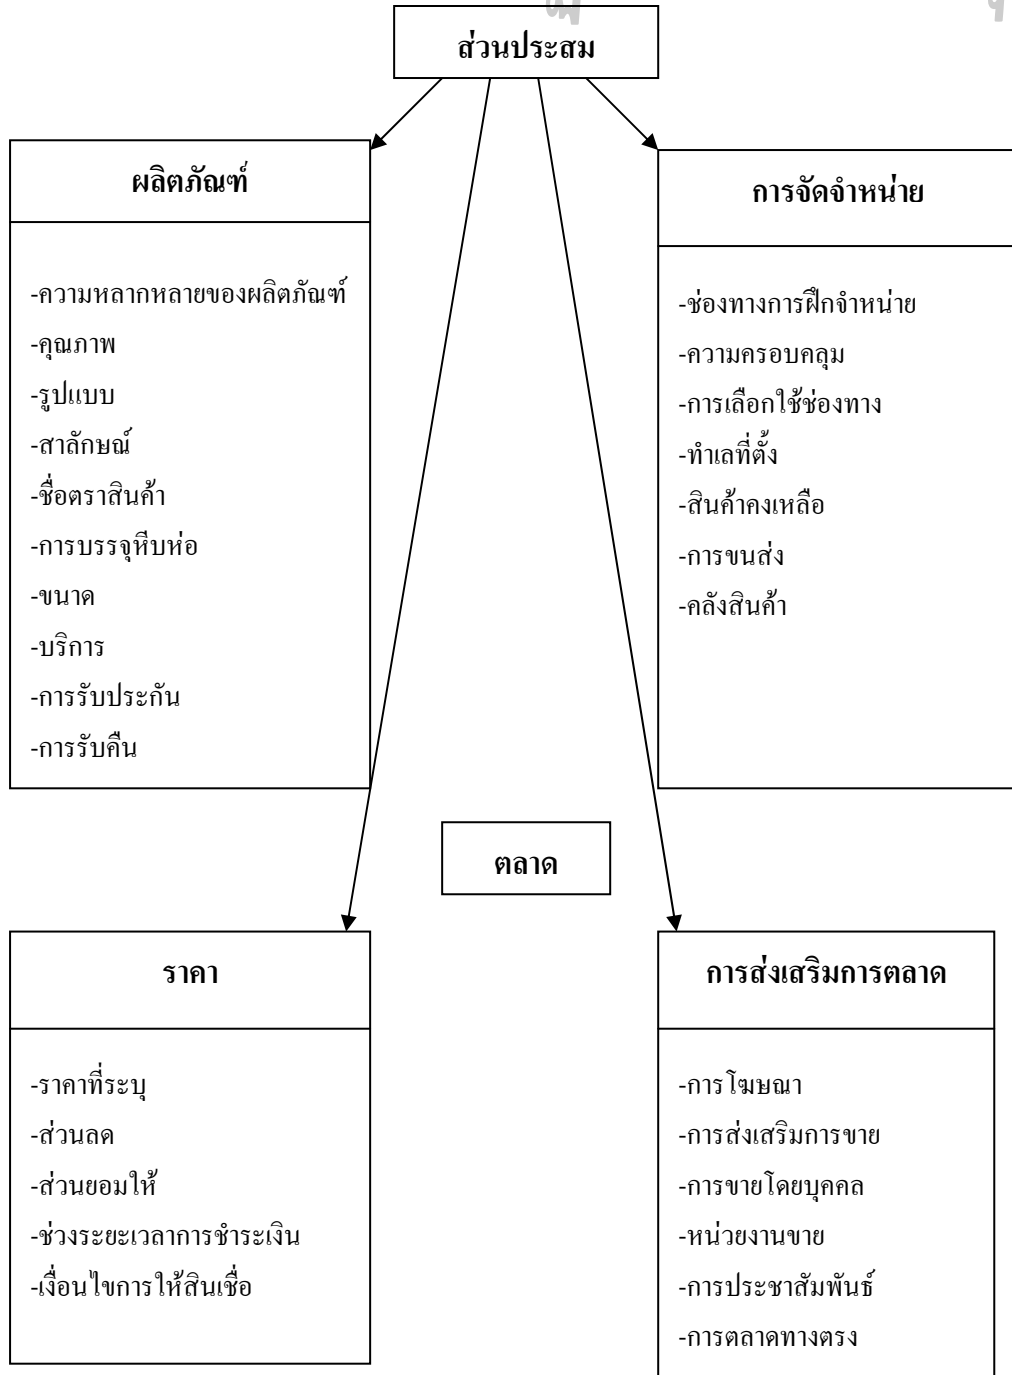 ส่วนประสม
ผลิตภัณฑ์
-ความหลากหลายของผลิตภัณฑ์
-คุณภาพ
-รูปแบบ
-สาลักษณ์
-ชื่อตราสินค้า
-การบรรจุหีบห่อ
-ขนาด
-บริการ
-การรับประกัน
-การรับคืน
การจัดจำหน่าย
-ช่องทางการฝึกจำหน่าย
-ความครอบคลุม
-การเลือกใช้ช่องทาง
-ทำเลที่ตั้ง
-สินค้าคงเหลือ
-การขนส่ง
-คลังสินค้า
ตลาด
ราคา
-ราคาที่ระบุ
-ส่วนลด
-ส่วนยอมให้
-ช่วงระยะเวลาการชำระเงิน
-เงื่อนไขการให้สินเชื่อ
การส่งเสริมการตลาด
-การโฆษณา
-การส่งเสริมการขาย
-การขายโดยบุคคล
-หน่วยงานขาย
-การประชาสัมพันธ์
-การตลาดทางตรง